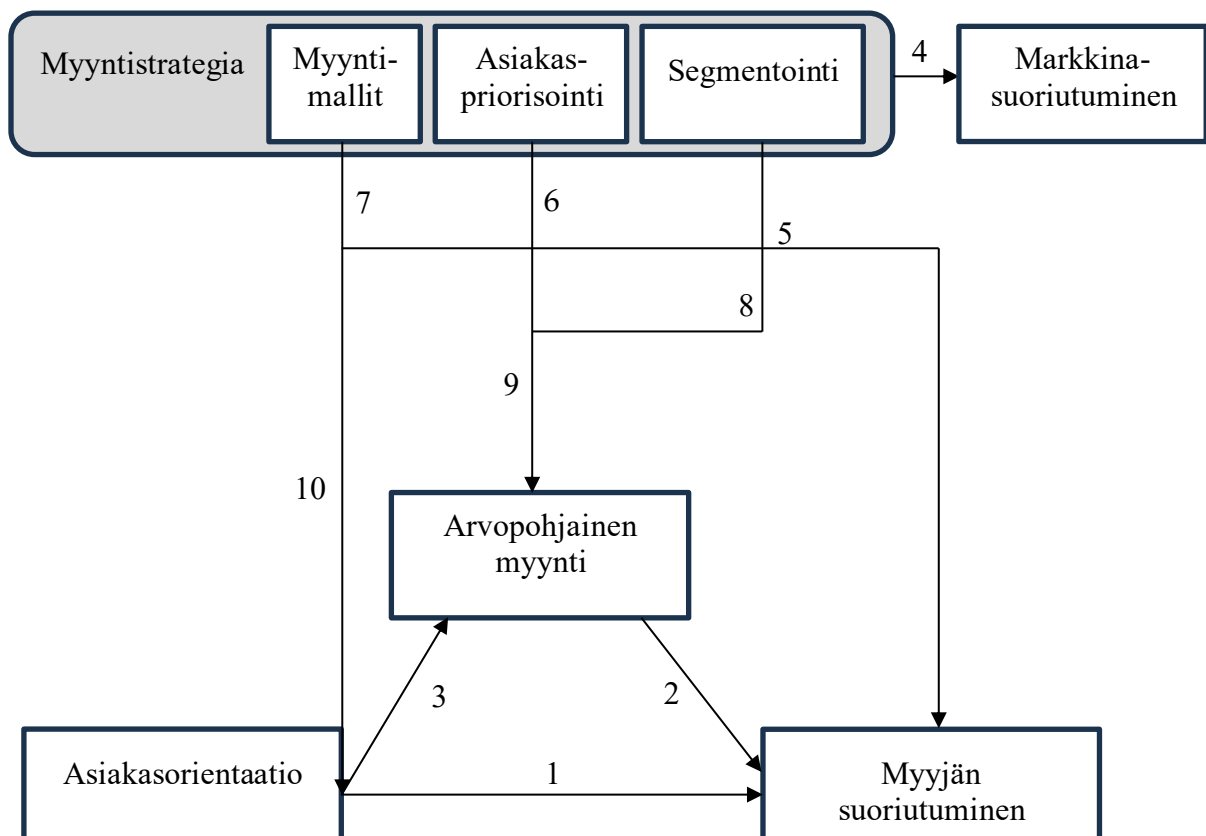 Myyntistrategia
Myynti-
mallit
Asiakas-
priorisointi
Segmentointi
4
Markkina-
suoriutuminen
7
6
5
8
9
10
Arvopohjainen
myynti
3
2
Asiakasorientaatio
1
Myyjän
suoriutuminen